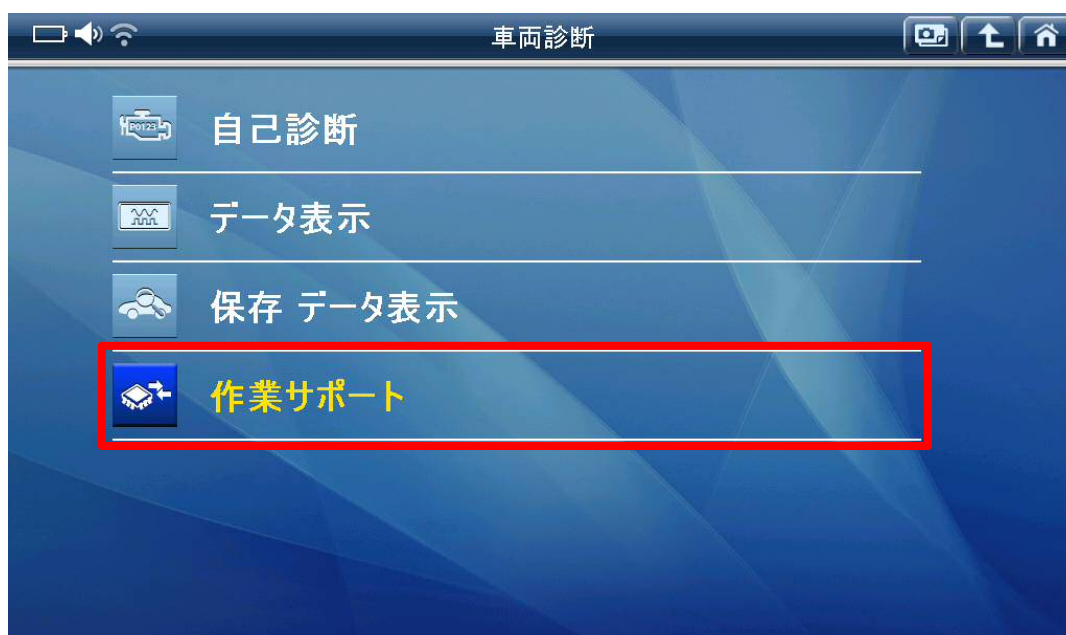 車両診断
P0123
自己診断
データ表示
保存 データ表示
作業サポート